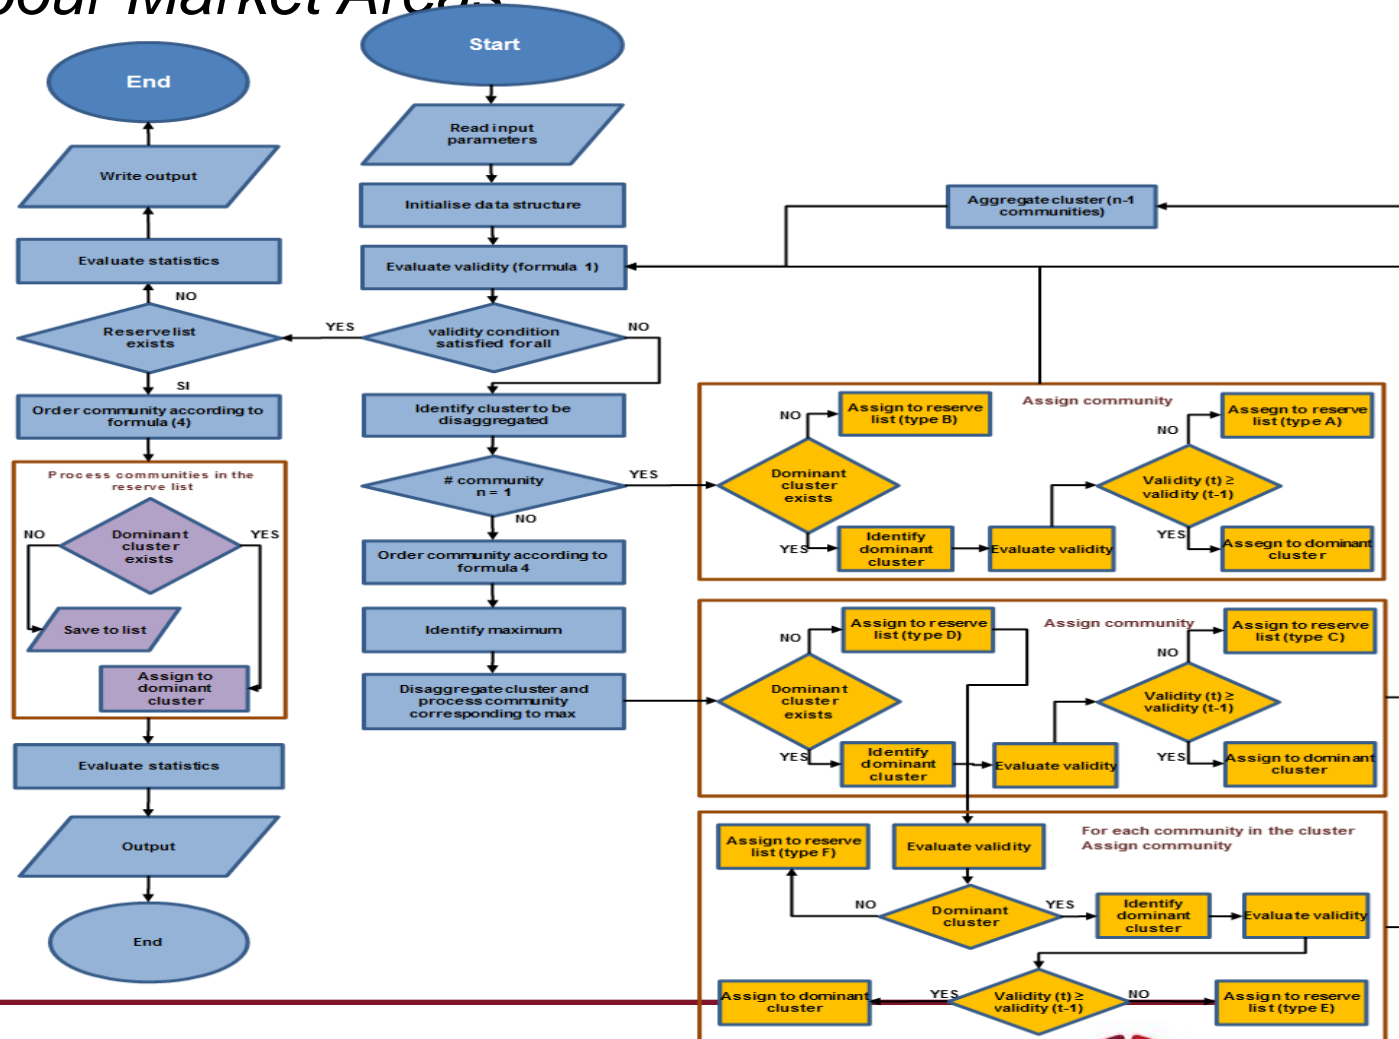 bour Market Areas
Start
End
Read input
parameters
Write output
Initialise data structure
Aggregate cluster (n-1
communities)
Evaluate statistics
Evaluate validity (formula 1)
NO
Reserve list
exists
YES
validity condition
satisfied for all
NO
SI
Order community according to
formula (4)
Identify cluster to be
disaggregated
# community
n = 1
YES
NO
Process communities in the
reserve list
NO
Dominant
cluster
exists
YES
Save to list
Assign to
dominant
cluster
Evaluate statistics
Output
End
Order community according to
formula 4
Identify maximum
Disaggregate cluster and
process community
corresponding to max
Assign community
NO
Assign to reserve
list (type B)
Dominant
cluster
exists
YES
Identify
dominant
cluster
Evaluate validity
Validity (t) ≥
validity (t-1)
NO
Assegn to reserve
list (type A)
YES
Assegn to dominant
cluster
Assign community
NO
Assign to reserve
list (type D)
Dominant
cluster
exists
YES
Identify
dominant
cluster
Evaluate validity
Validity (t) ≥
validity (t-1)
NO
Assign to reserve
list (type C)
YES
Assign to dominant
cluster
For each community in the cluster
Assign community
Assign to reserve
list (type F)
Evaluate validity
NO
Dominant
cluster
YES
Identify
dominant
cluster
Evaluate validity
Assign to dominant
cluster
YES
Validity (t) ≥
validity (t-1)
NO
Assign to reserve
list (type E)